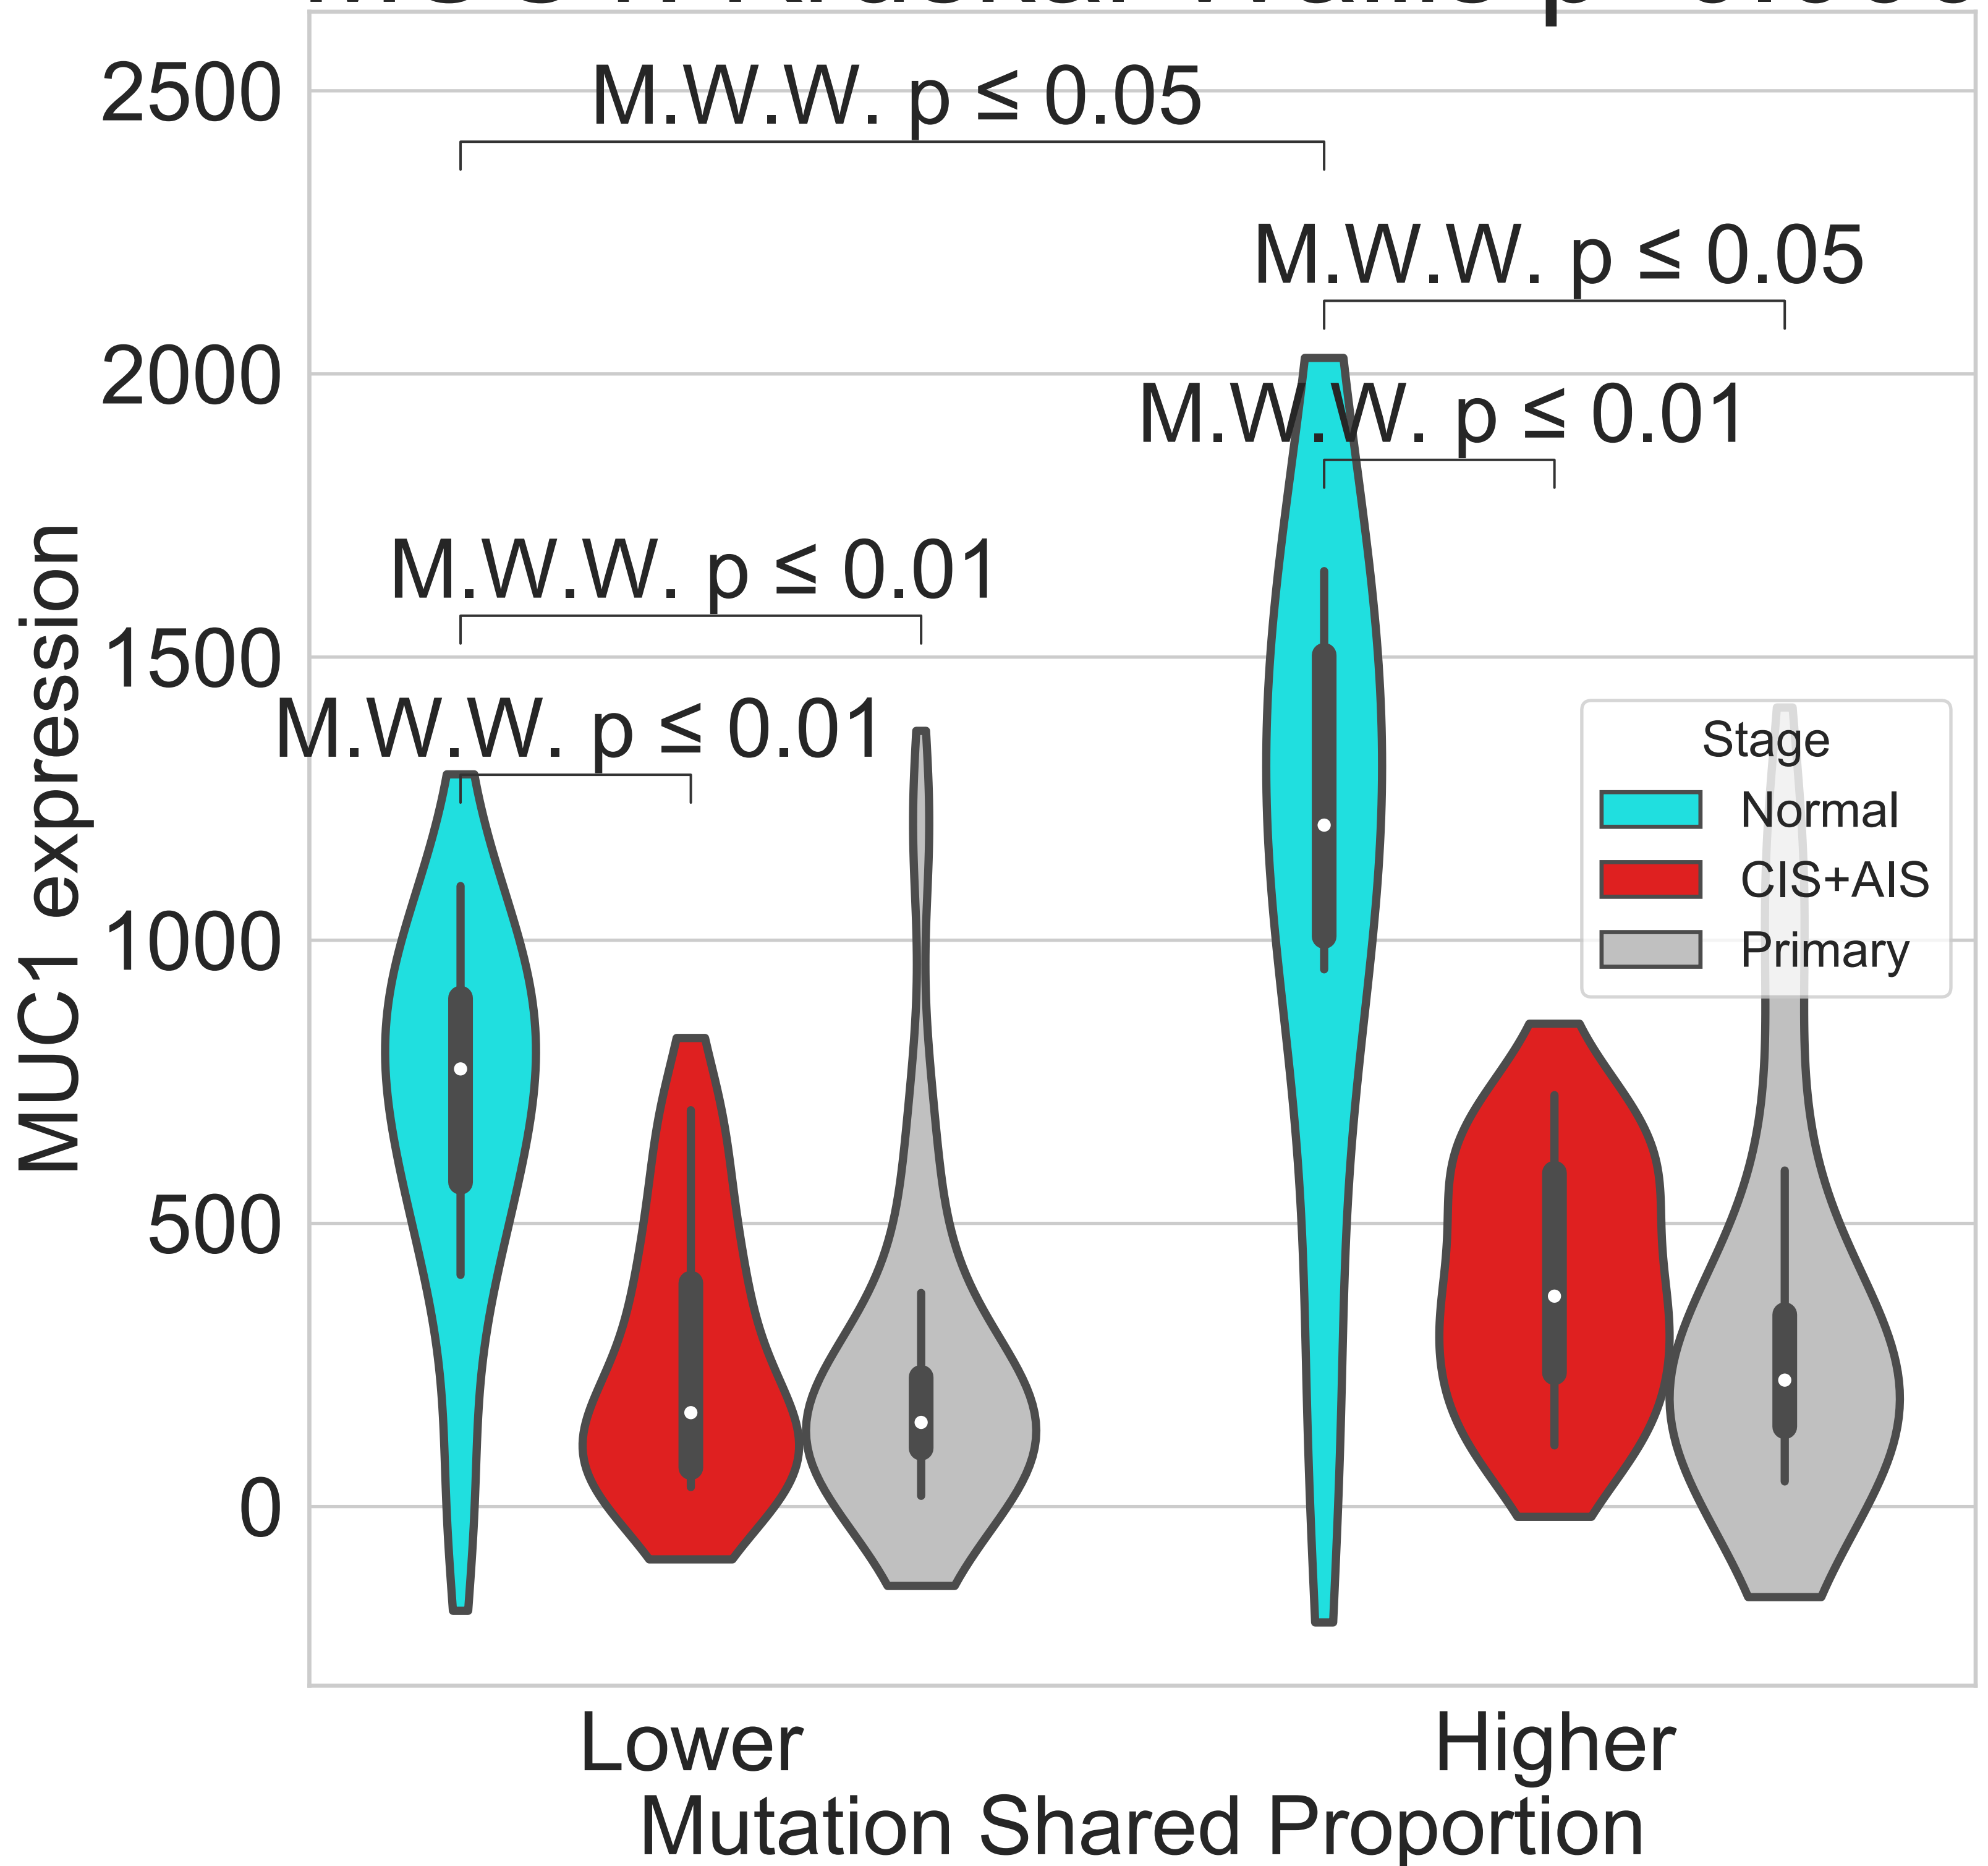 2500
2000
1500
1000
500
0
MUC1 expression
M.W.W. p ≤ 0.05
M.W.W. p ≤ 0.05
M.W.W. p ≤ 0.01
M.W.W. p ≤ 0.01
M.W.W. p ≤ 0.01
Stage
Normal
CIS+AIS
Primary
Lower
Higher
Mutation Shared Proportion